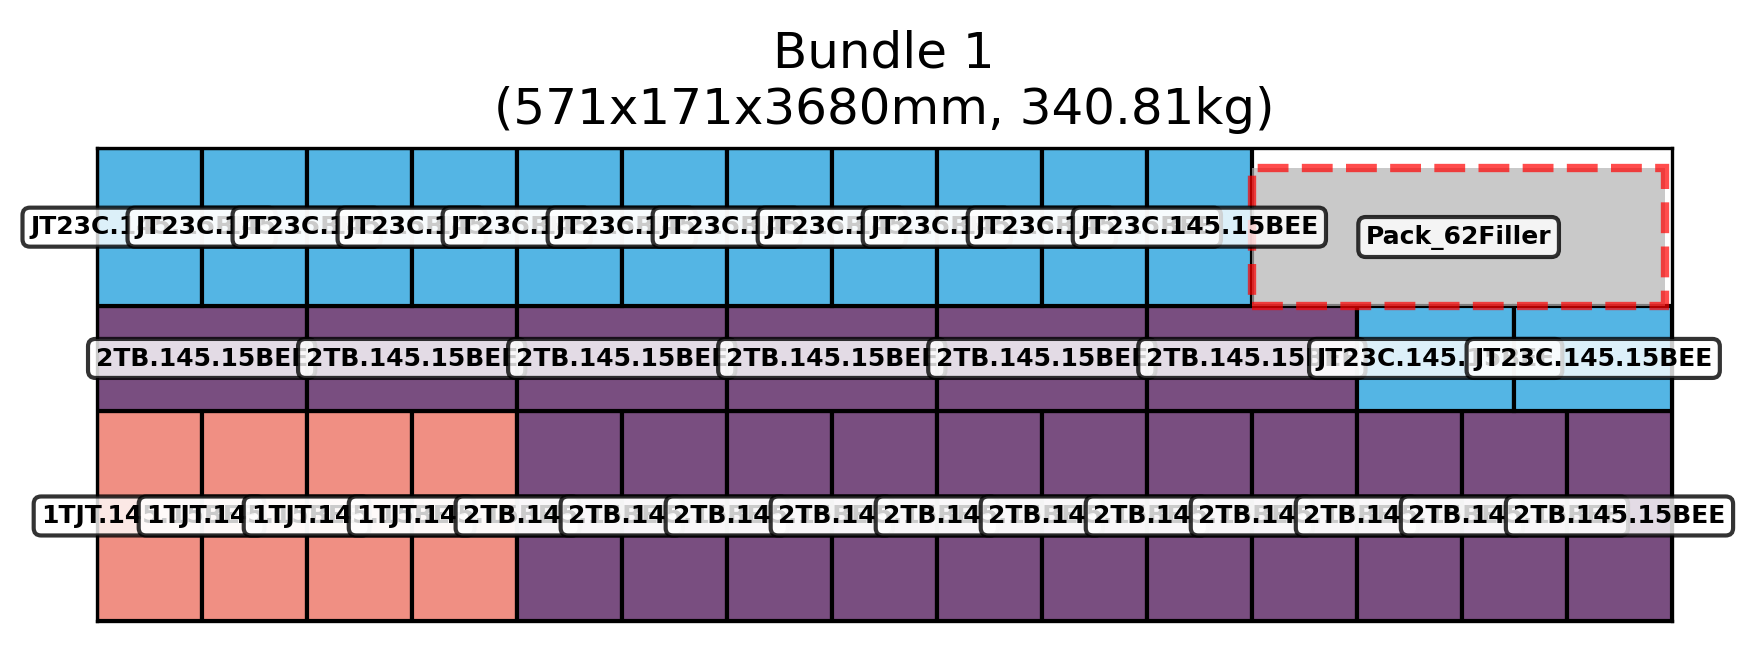 Bundle 1
(571x171x3680mm, 340.81kg)
JT23C.1 JT23C.1 JT23C.1 JT23C.1 JT23C.1 JT23C.1 JT23C.1 JT23C.1 JT23C.1 JT23C.1 JT23C.145.15BEE
Pack_62Filler
2TB.145.15BEE 2TB.145.15BEE 2TB.145.15BEE 2TB.145.15BEE 2TB.145.15BEE 2TB.145.15 JT23C.145. JT23C.145.15BEE
1TJT.14 1TJT.14 1TJT.14 1TJT.14 2TB.14 2TB.14 2TB.14 2TB.14 2TB.14 2TB.14 2TB.14 2TB.14 2TB.14 2TB.14 2TB.145.15BEE